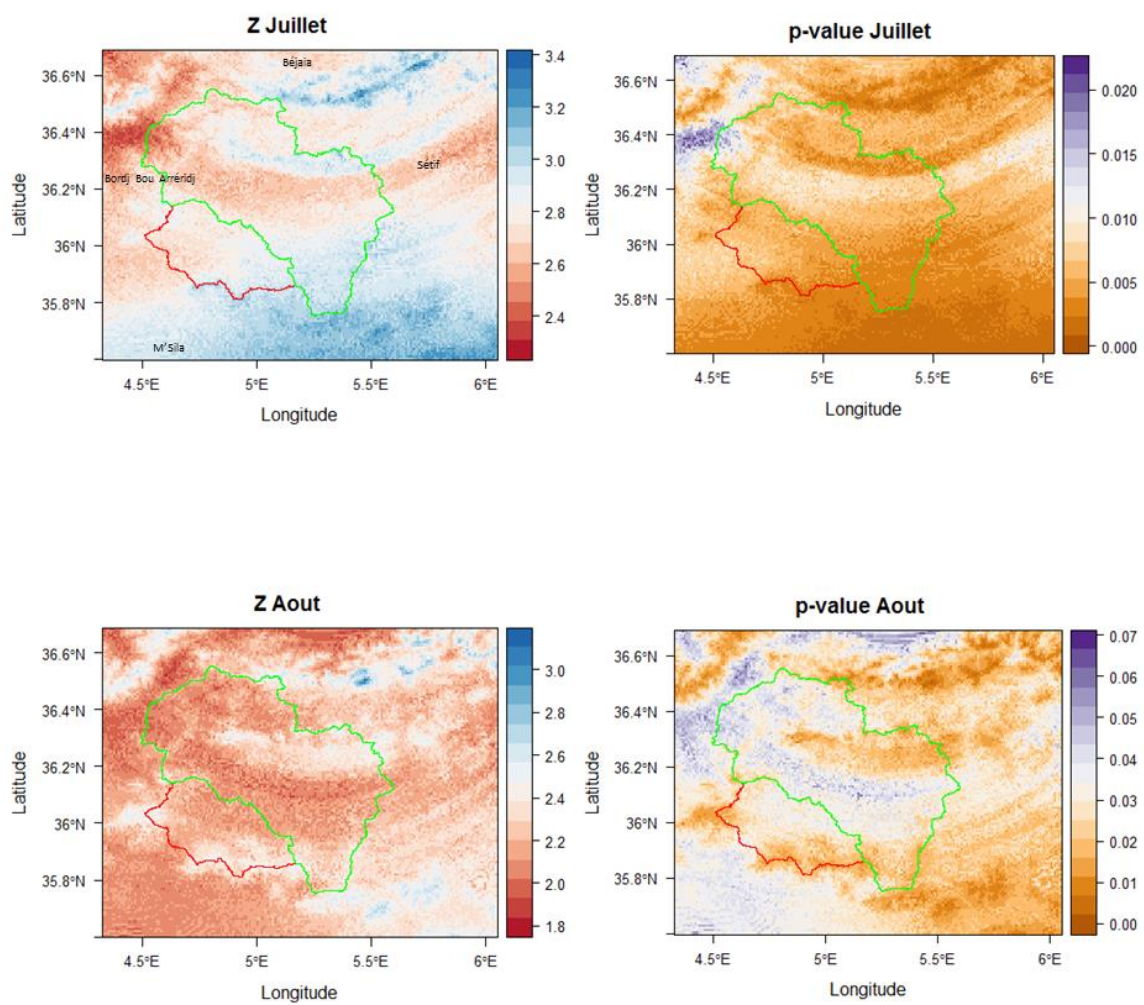 Z Juillet
Latitude
36.6°N
36.4°N
36.2°N
36°N
35.8°N
Béjaia
Sétif
Bordj Bou Arréridj
M'Sila
3.4
3.2
3.0
2.8
2.6
2.4
4.5°E
5°E
5.5°E
6°E
Longitude
p-value Juillet
Latitude
36.6°N
36.4°N
36.2°N
36°N
35.8°N
0.020
0.015
0.010
0.005
0.000
4.5°E
5°E
5.5°E
6°E
Longitude
Z Aout
Latitude
36.6°N
36.4°N
36.2°N
36°N
35.8°N
3.0
2.8
2.6
2.4
2.2
2.0
1.8
4.5°E
5°E
5.5°E
6°E
Longitude
p-value Aout
Latitude
36.6°N
36.4°N
36.2°N
36°N
35.8°N
0.07
0.06
0.05
0.04
0.03
0.02
0.01
0.00
4.5°E
5°E
5.5°E
6°E
Longitude